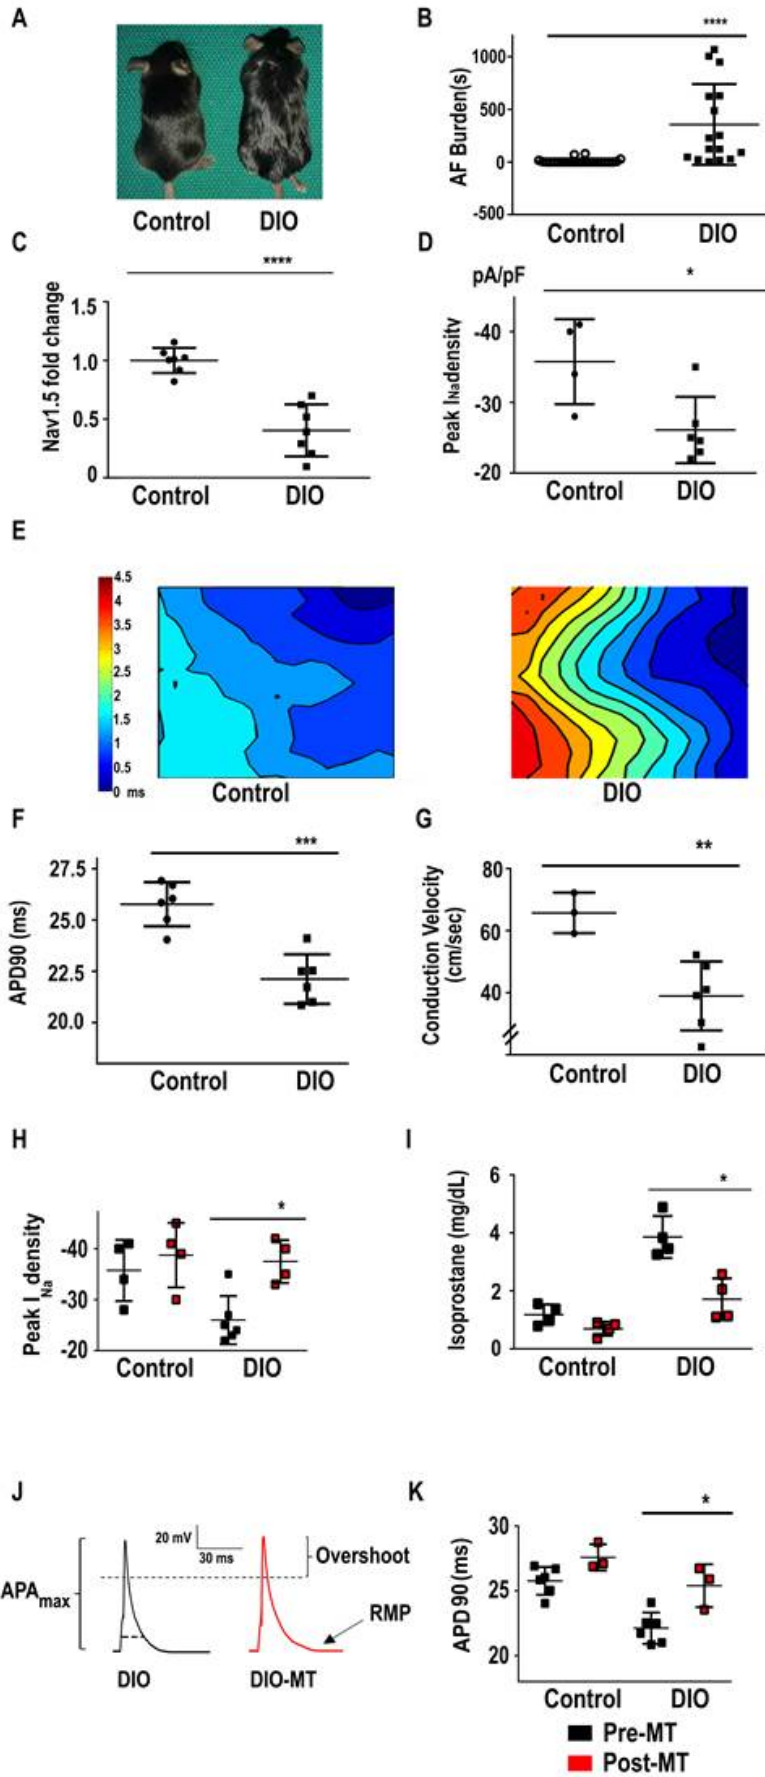 A
Control
DIO
B
****
AF Burden(s)
1000
500
0
-500
Control
DIO
C
****
Nav1.5 fold change
1.5
1.0
0.5
0
Control
DIO
D
pA/pF
*
Peak INadensity
-40
-30
-20
Control
DIO
E
4.5
4
3.5
3
2.5
2
1.5
1
0.5
0 ms
Control
DIO
F
***
APD90 (ms)
27.5
25.0
22.5
20.0
Control
DIO
G
**
Conduction Velocity
(cm/sec)
80
60
40
Control
DIO
H
*
Peak INa density
-40
-30
-20
Control
DIO
I
*
Isoprostane (mg/dL)
6
4
2
0
Control
DIO
J
20 mV
30 ms
Overshoot
APAmax
RMP
DIO
DIO-MT
K
*
APD90(ms)
30
25
20
Control
DIO
Pre-MT
Post-MT